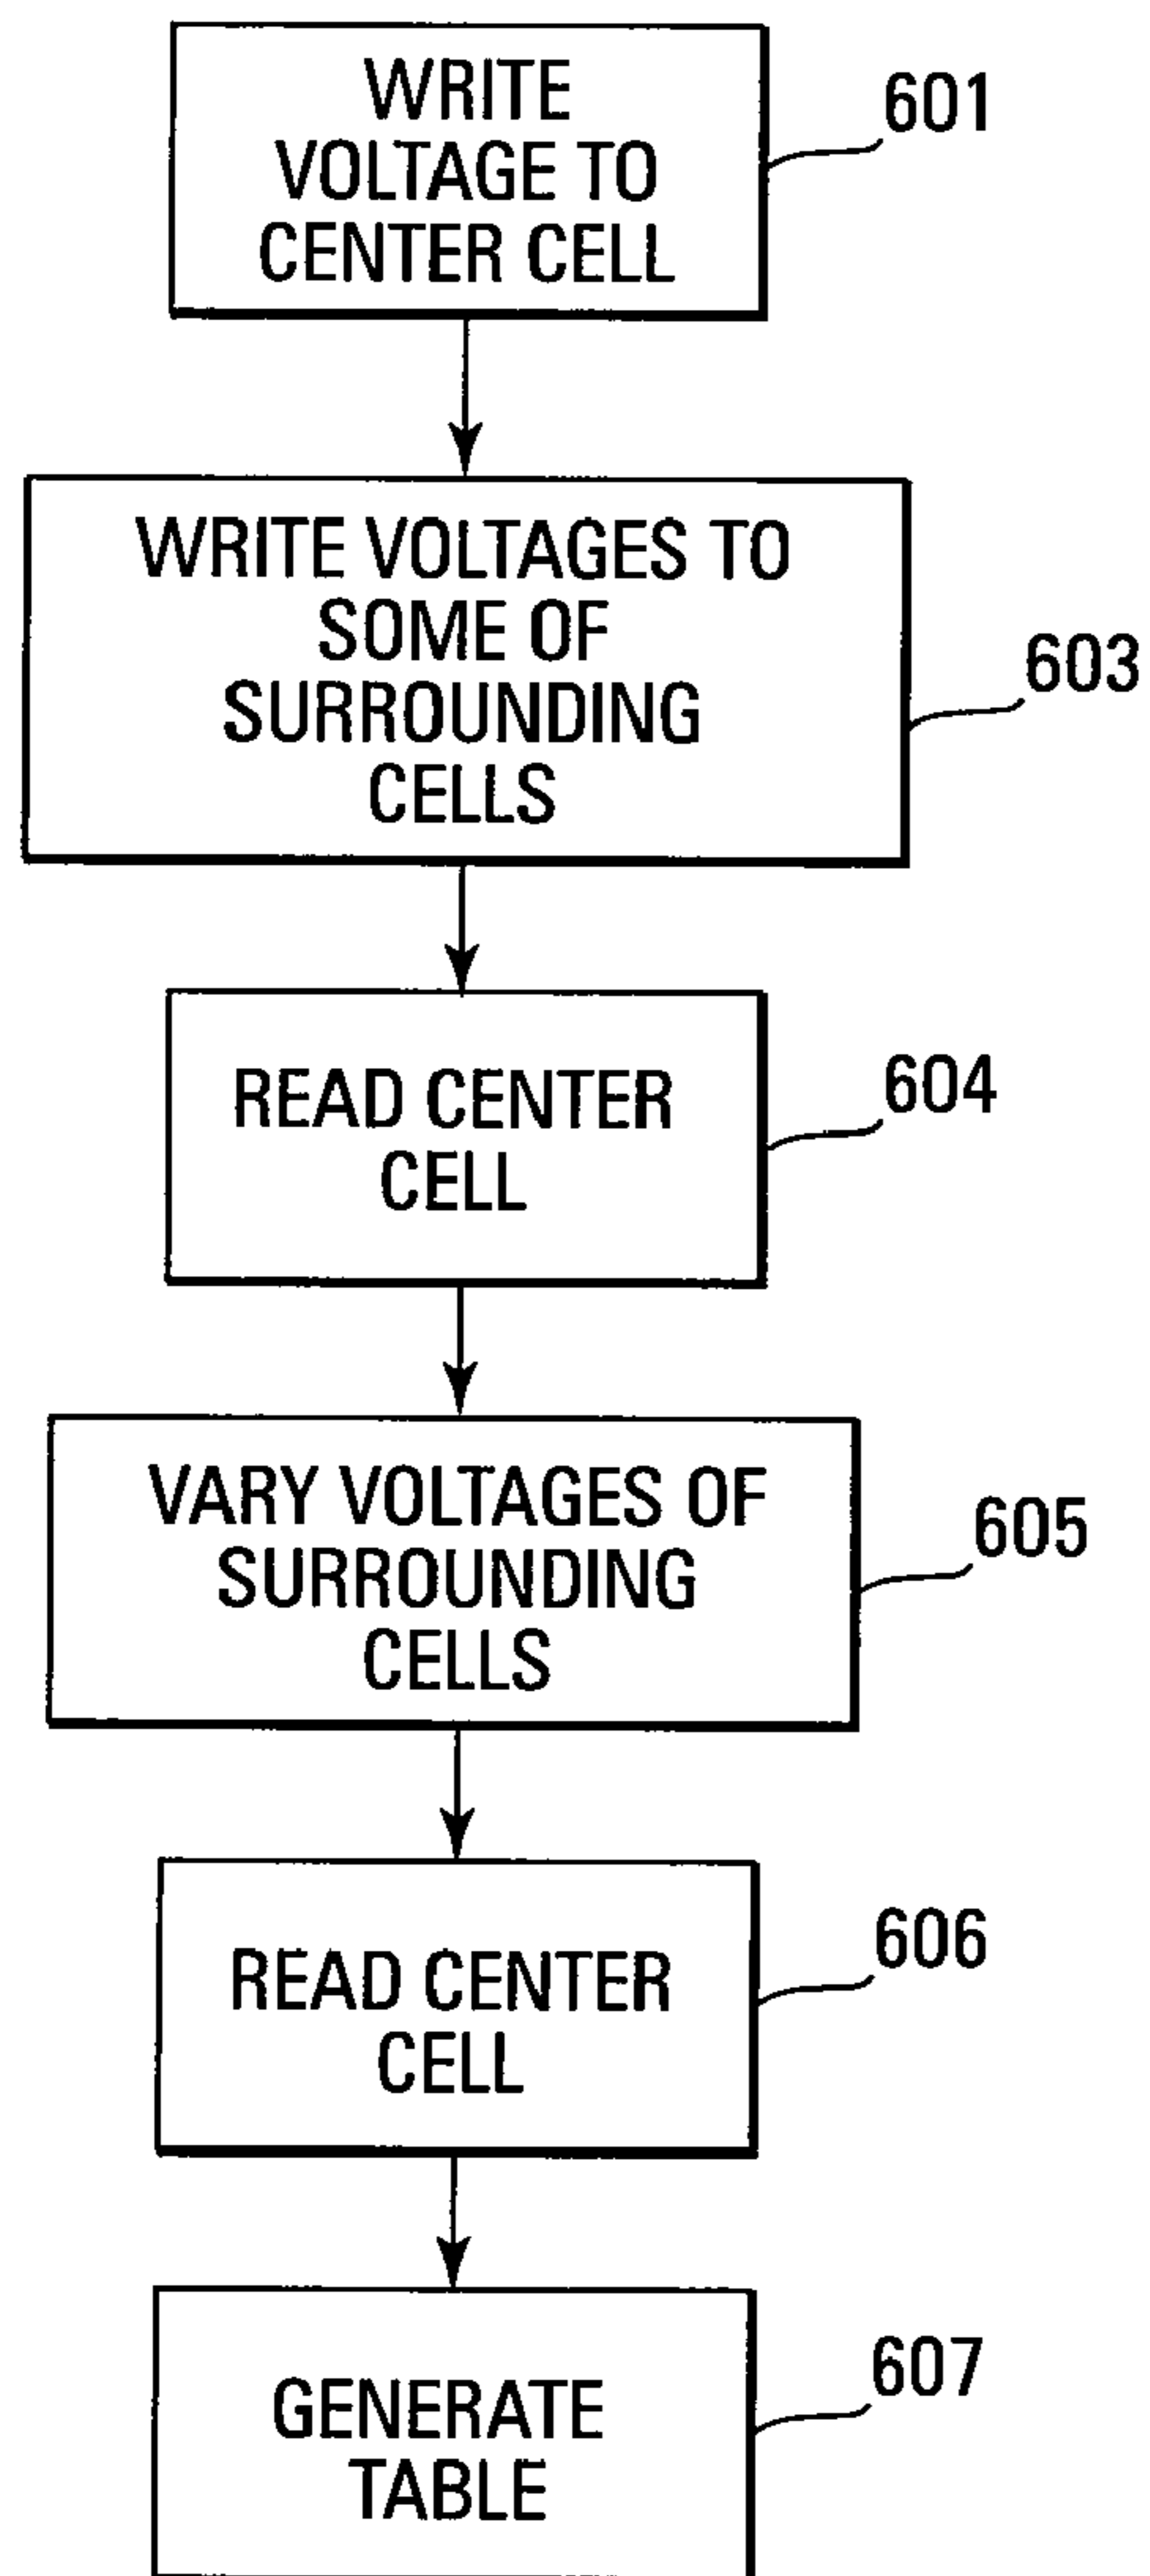 WRITE
VOLTAGE TO
CENTER CELL
601
WRITE VOLTAGES TO
SOME OF
SURROUNDING
CELLS
603
READ CENTER
CELL
604
VARY VOLTAGES OF
SURROUNDING
CELLS
605
READ CENTER
CELL
606
GENERATE
TABLE
607